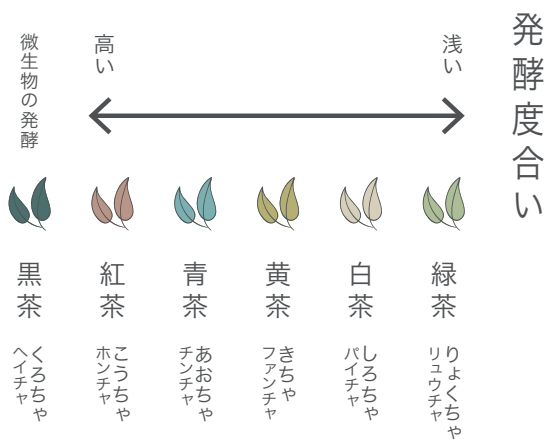 発酵度合い
浅い
高い
微生物の発酵
緑茶
りょくちゃ
リュウチャ
白茶
しろちゃ
パイチャ
黄茶
きちゃ
ファンチャ
青茶
あおちゃ
チンチャ
紅茶
こうちゃ
ホンチャ
黒茶
くろちゃ
ヘイチャ